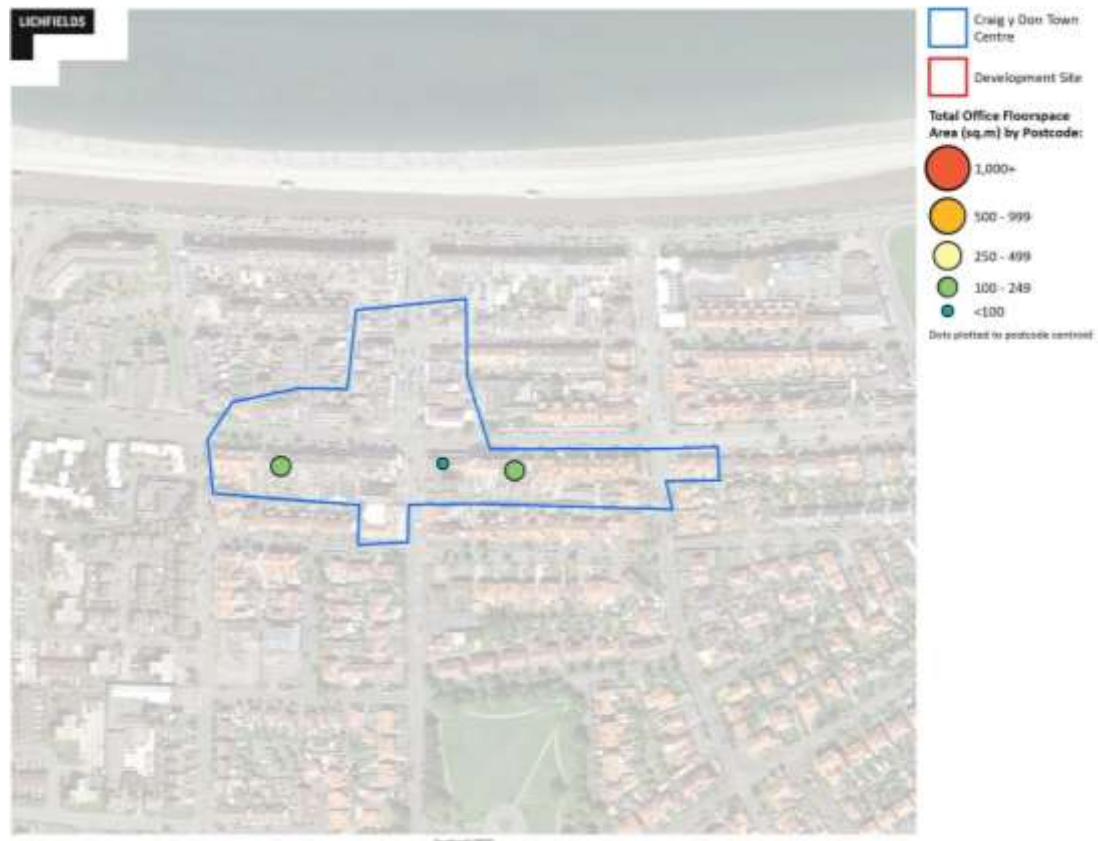 LICHFIELDS
Craig y Don Town
Centre
Development Site
Total Office Floorspace
Area (sq.m) by Postcode:
1,000+
500 - 999
250 - 499
100 - 249
<100
Dots plotted to postcode centroid